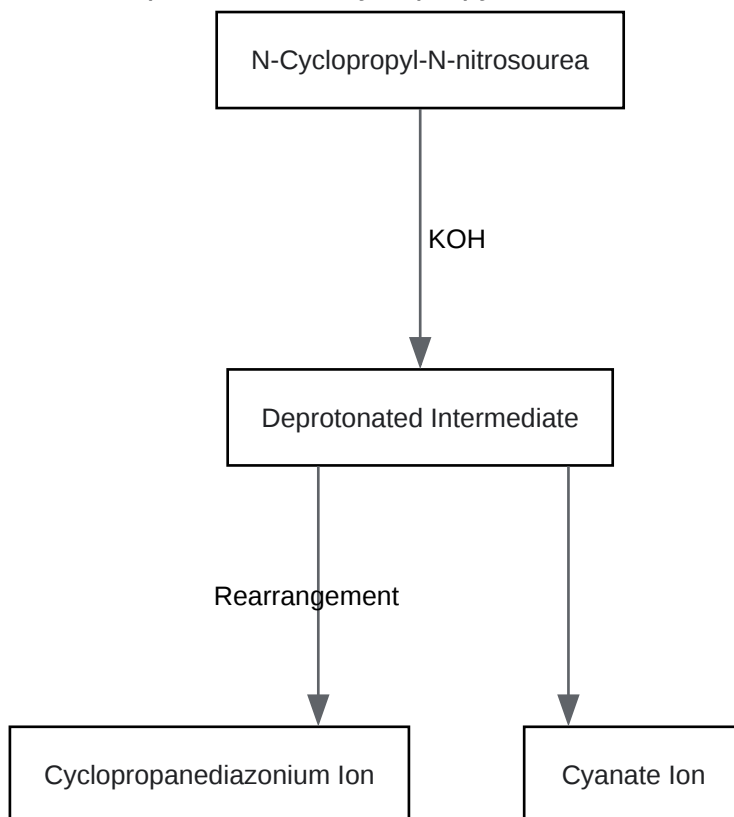 N-Cyclopropyl-N-nitrosourea
KOH
Deprotonated Intermediate
Rearrangement
Cyclopropanediazonium Ion
Cyanate Ion